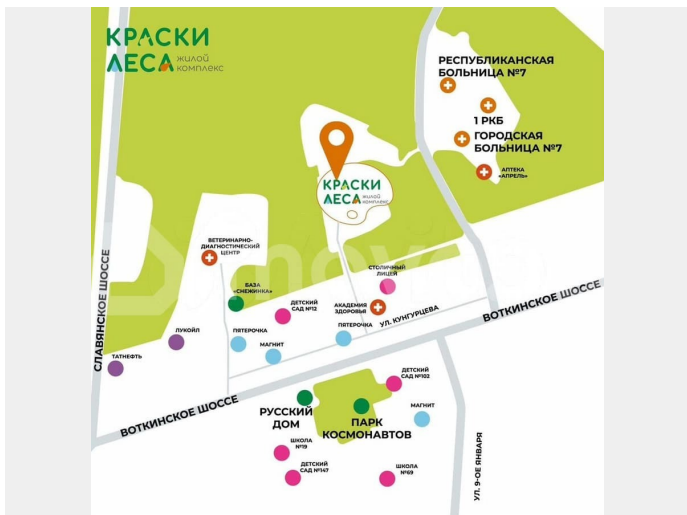 КРАСКИ
ЛЕСА жилой
комплекс
РЕСПУБЛИКАНСКАЯ
БОЛЬНИЦА №7
1 РКБ
ГОРОДСКАЯ
БОЛЬНИЦА №7
АПТЕКА
«АПРЕЛЬ»
КРАСКИ
ЛЕСА жилой
комплекс
ВЕТЕРИНАРНО-
ДИАГНОСТИЧЕСКИЙ
ЦЕНТР
СТОЛИЧНЫЙ
ЛИЦЕЙ
БАЗА
«СНЕЖИНКА»
ДЕТСКИЙ
САД №12
АКАДЕМИЯ
ЗДОРОВЬЯ
УЛ. КУНГУРЦЕВА
ВОТКИНСКОЕ ШОССЕ
СЛАВЯНСКОЕ ШОССЕ
ЛУКОЙЛ
ПЯТЕРОЧКА
МАГНИТ
ПЯТЕРОЧКА
ТАТНЕФТЬ
ВОТКИНСКОЕ ШОССЕ
ДЕТСКИЙ
САД №102
РУССКИЙ
ДОМ
ПАРК
КОСМОНАВТОВ
МАГНИТ
ШКОЛА
№19
ДЕТСКИЙ
САД №147
ШКОЛА
№69
УЛ. 9-ОЕ ЯНВАРЯ